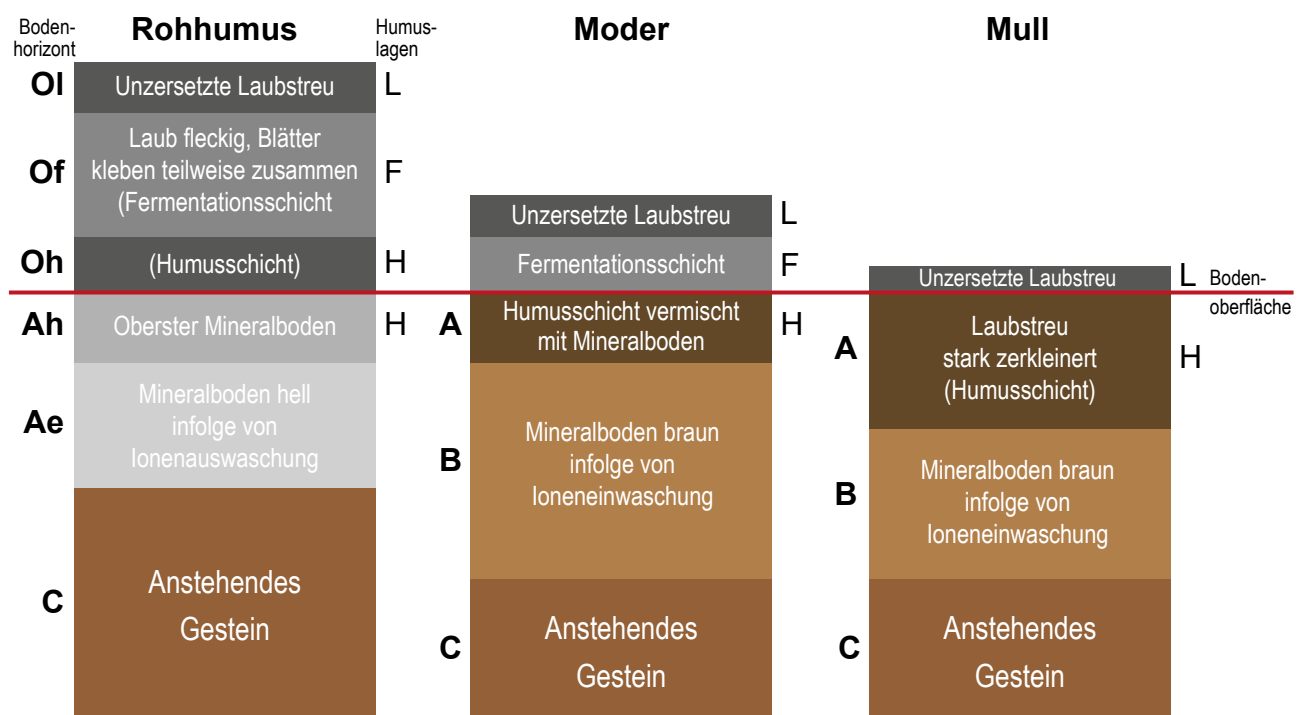 Boden-
horizont
Rohhumus
Humus-
lagen
Ol
Unzersetzte Laubstreu
L
Of
Laub fleckig, Blätter
kleben teilweise zusammen
(Fermentationsschicht
F
Oh
(Humusschicht)
H
Ah
Oberster Mineralboden
H
Ae
Mineralboden hell
infolge von
Ionenauswaschung
C
Anstehendes
Gestein
Moder
Unzersetzte Laubstreu
L
Fermentationsschicht
F
A
Humusschicht vermischt
mit Mineralboden
H
B
Mineralboden braun
infolge von
Ioneneinwaschung
C
Anstehendes
Gestein
Mull
Unzersetzte Laubstreu
L
Boden-
oberfläche
A
Laubstreu
stark zerkleinert
(Humusschicht)
H
B
Mineralboden braun
infolge von
Ioneneinwaschung
C
Anstehendes
Gestein